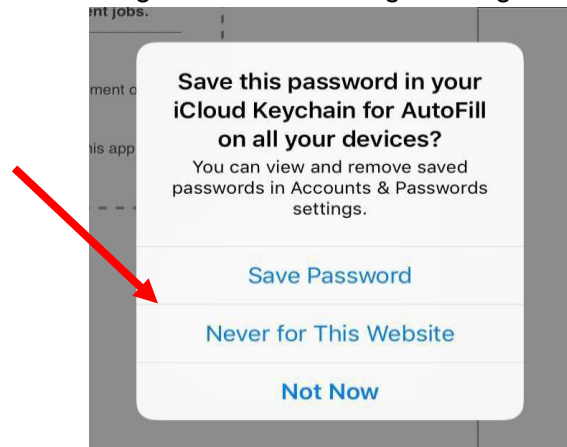 ent jobs.
ment o
his app
Save this password in your
iCloud Keychain for AutoFill
on all your devices?
You can view and remove saved
passwords in Accounts & Passwords
settings.
Save Password
Never for This Website
Not Now